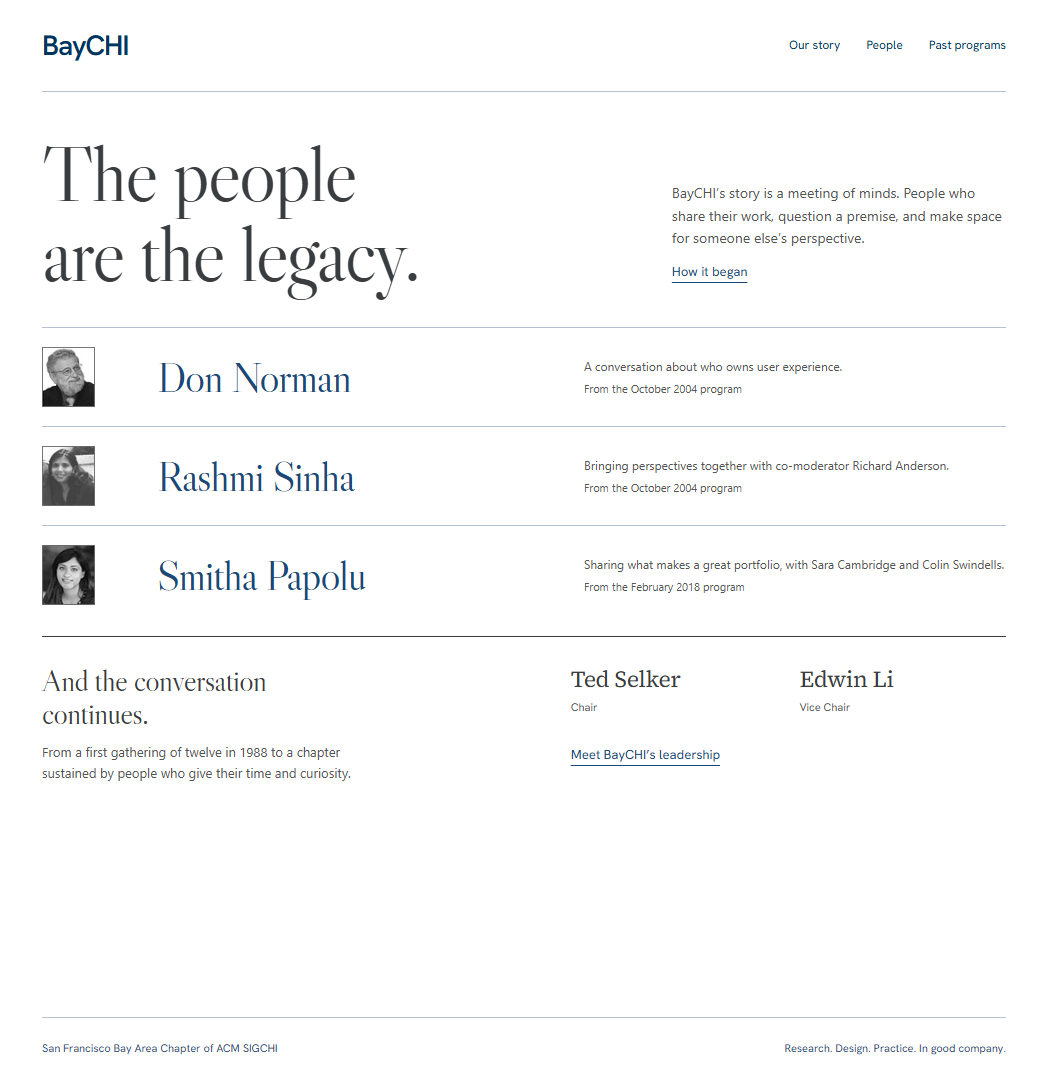 BayCHI
Our story People Past programs
The people
are the legacy.
BayCHI’s story is a meeting of minds. People who
share their work, question a premise, and make space
for someone else’s perspective.
How it began
Don Norman
A conversation about who owns user experience.
From the October 2004 program
Rashmi Sinha
Bringing perspectives together with co-moderator Richard Anderson.
From the October 2004 program
Smitha Papolu
Sharing what makes a great portfolio, with Sara Cambridge and Colin Swindells.
From the February 2018 program
And the conversation
continues.
From a first gathering of twelve in 1988 to a chapter
sustained by people who give their time and curiosity.
Ted Selker
Chair
Edwin Li
Vice Chair
Meet BayCHI’s leadership
San Francisco Bay Area Chapter of ACM SIGCHI
Research. Design. Practice. In good company.